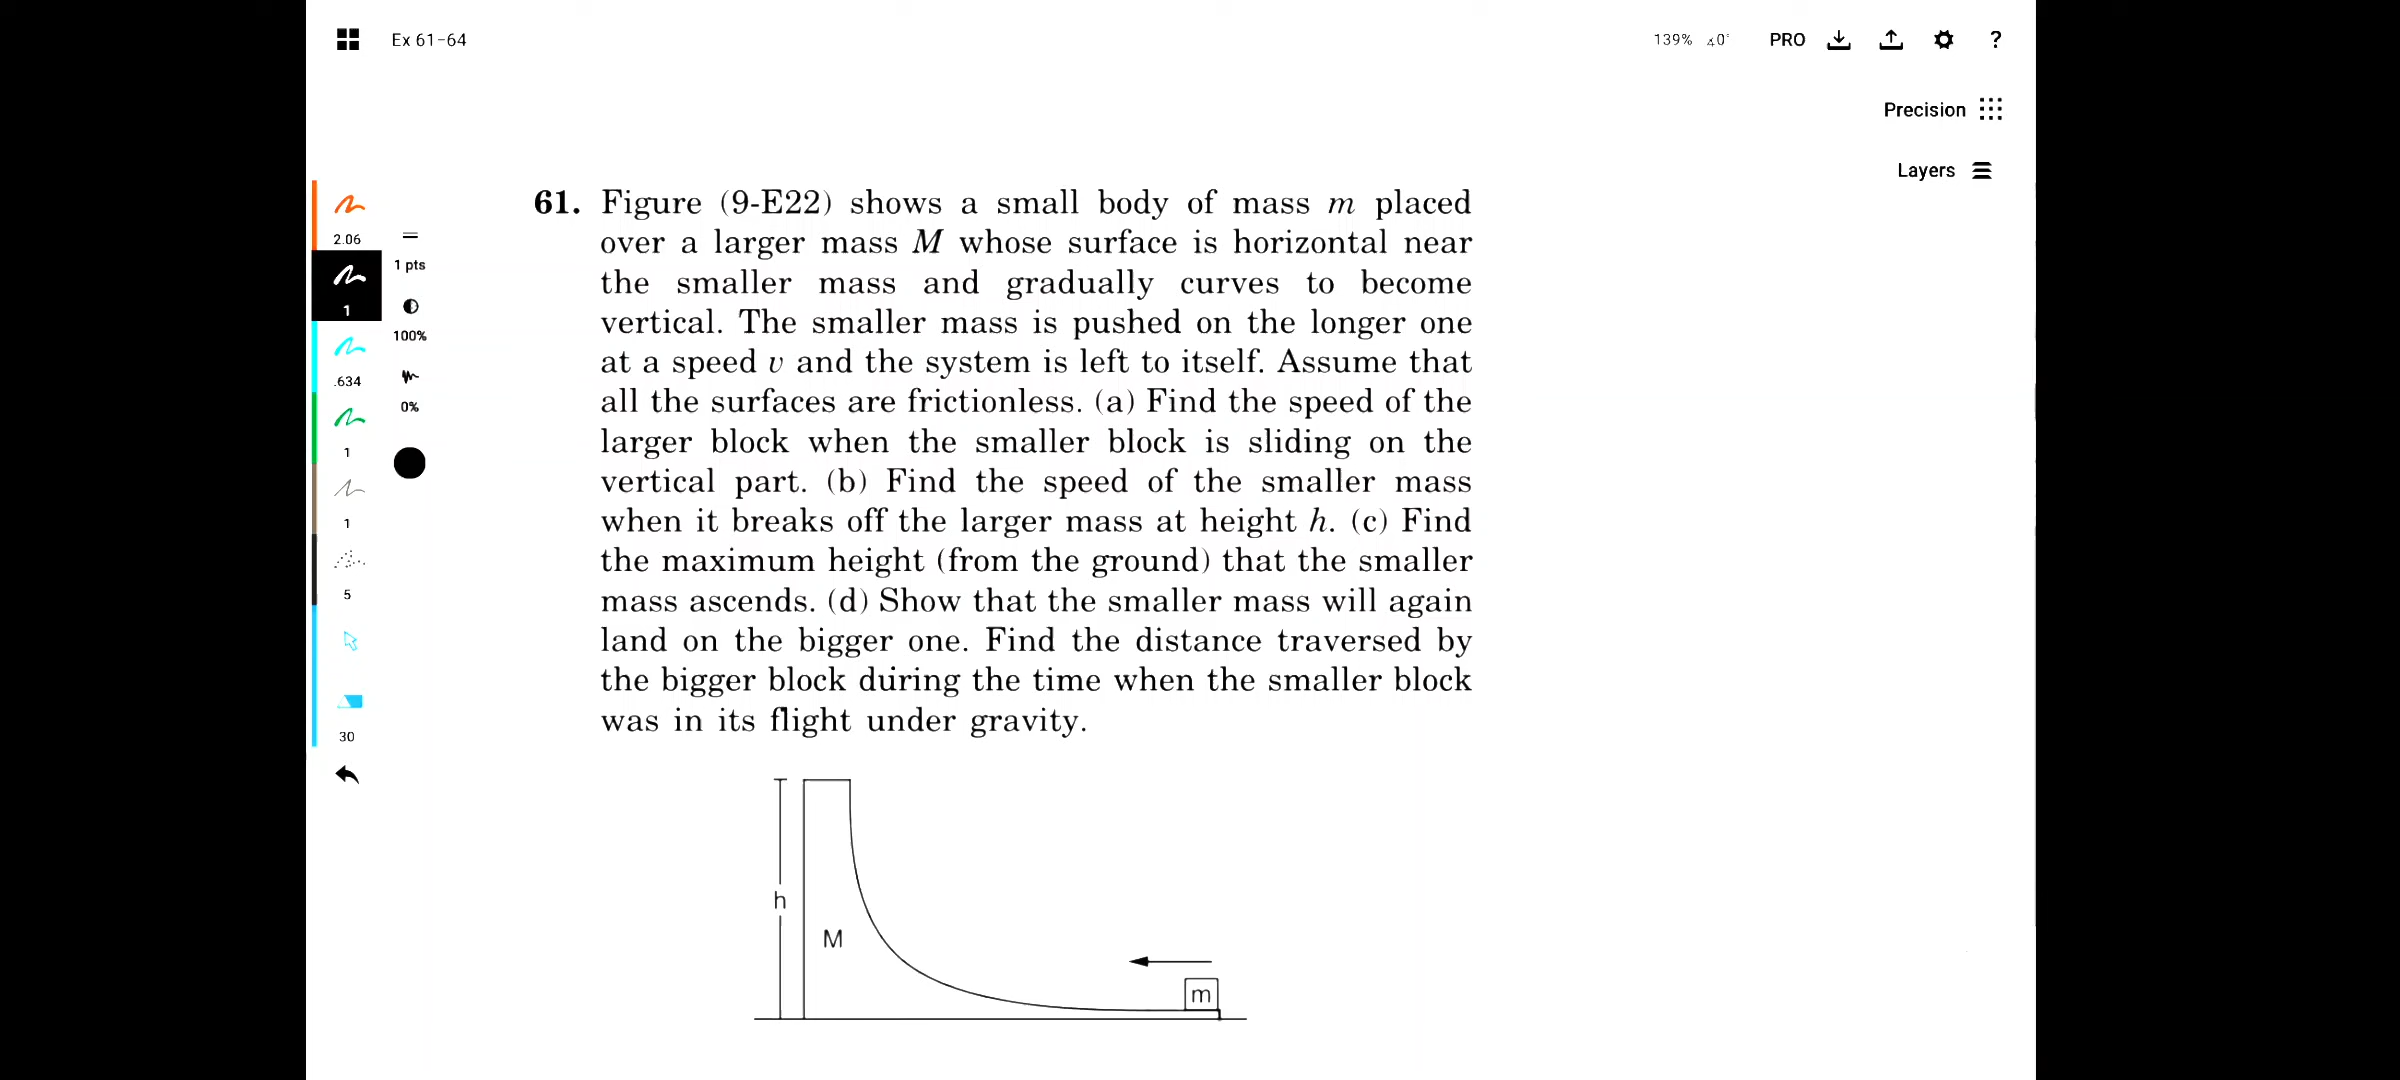 Ex 61-64
139% ∡0°
PRO
?
Precision
Layers
2.06
1 pts
1
100%
.634
0%
1
1
5
30
61. Figure (9-E22) shows a small body of mass m placed
over a larger mass M whose surface is horizontal near
the smaller mass and gradually curves to become
vertical. The smaller mass is pushed on the longer one
at a speed v and the system is left to itself. Assume that
all the surfaces are frictionless. (a) Find the speed of the
larger block when the smaller block is sliding on the
vertical part. (b) Find the speed of the smaller mass
when it breaks off the larger mass at height h. (c) Find
the maximum height (from the ground) that the smaller
mass ascends. (d) Show that the smaller mass will again
land on the bigger one. Find the distance traversed by
the bigger block during the time when the smaller block
was in its flight under gravity.
h
M
m